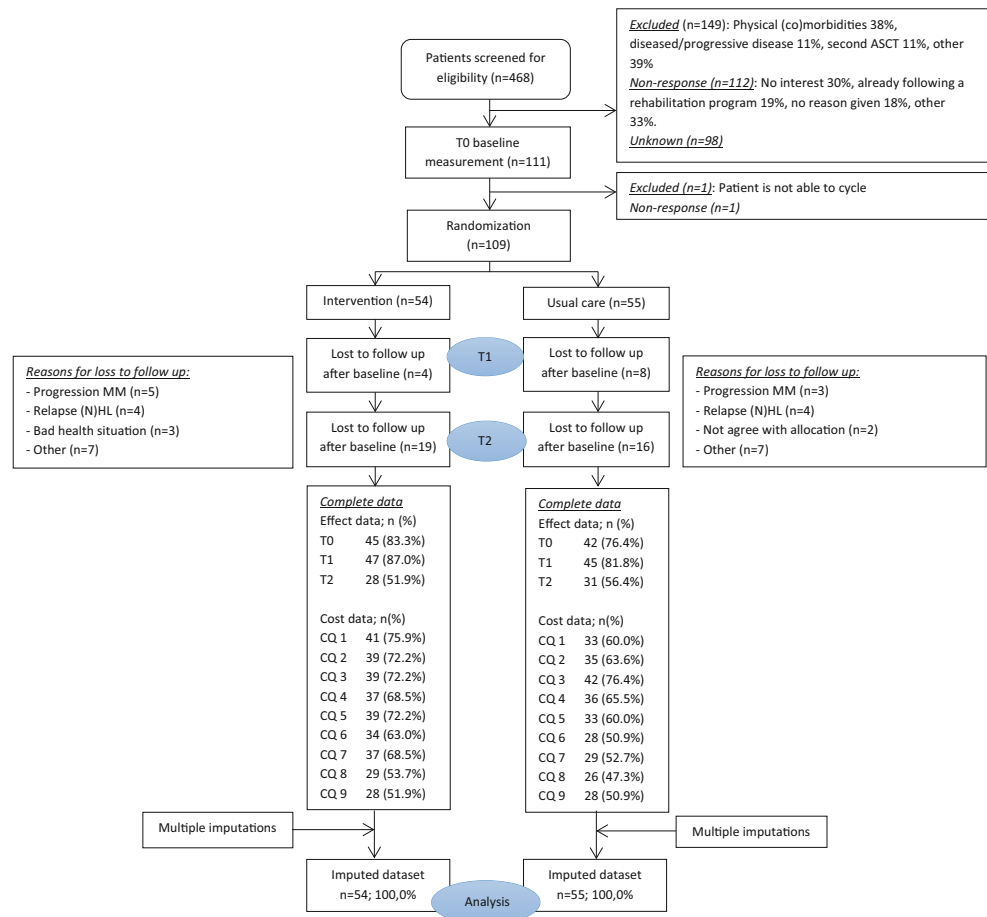 Excluded (n=149): Physical (co)morbidities 38%,
diseased/progressive disease 11%, second ASCT 11%, other
39%
Non-response (n=112): No interest 30%, already following a
rehabilitation program 19%, no reason given 18%, other
33%.
Unknown (n=98)
Patients screened for
eligibility (n=468)
T0 baseline
measurement (n=111)
Excluded (n=1): Patient is not able to cycle
Non-response (n=1)
Randomization
(n=109)
Intervention (n=54)
Usual care (n=55)
Lost to follow up
after baseline (n=4)
T1
Lost to follow up
after baseline (n=8)
Reasons for loss to follow up:
- Progression MM (n=5)
- Relapse (N)HL (n=4)
- Bad health situation (n=3)
- Other (n=7)
Lost to follow up
after baseline (n=19)
T2
Lost to follow up
after baseline (n=16)
Reasons for loss to follow up:
- Progression MM (n=3)
- Relapse (N)HL (n=4)
- Not agree with allocation (n=2)
- Other (n=7)
Complete data
Effect data; n (%)
T0 45 (83.3%)
T1 47 (87.0%)
T2 28 (51.9%)
Cost data; n(%)
CQ 1 41 (75.9%)
CQ 2 39 (72.2%)
CQ 3 39 (72.2%)
CQ 4 37 (68.5%)
CQ 5 39 (72.2%)
CQ 6 34 (63.0%)
CQ 7 37 (68.5%)
CQ 8 29 (53.7%)
CQ 9 28 (51.9%)
Complete data
Effect data; n (%)
T0 42 (76.4%)
T1 45 (81.8%)
T2 31 (56.4%)
Cost data; n(%)
CQ 1 33 (60.0%)
CQ 2 35 (63.6%)
CQ 3 42 (76.4%)
CQ 4 36 (65.5%)
CQ 5 33 (60.0%)
CQ 6 28 (50.9%)
CQ 7 29 (52.7%)
CQ 8 26 (47.3%)
CQ 9 28 (50.9%)
Multiple imputations
Multiple imputations
Imputed dataset
n=54; 100,0%
Imputed dataset
n=55; 100,0%
Analysis